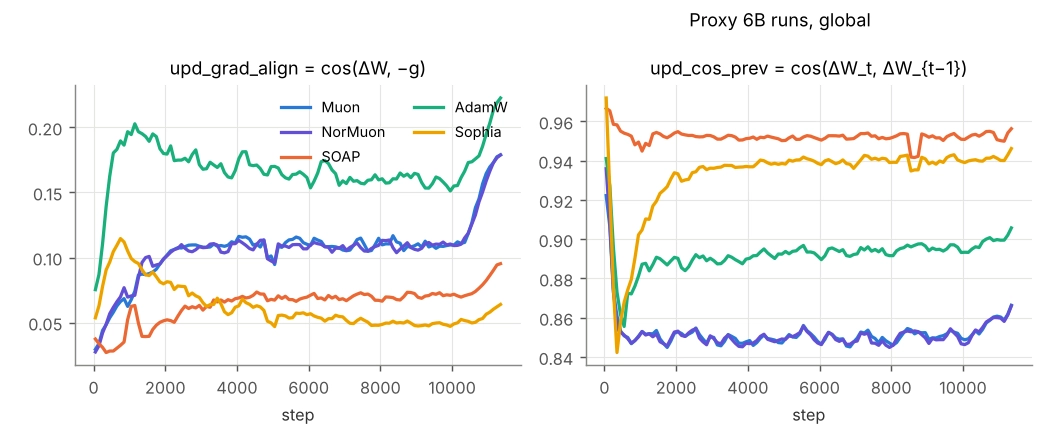 Proxy 6B runs, global
upd_grad_align = cos(ΔW, −g)
Muon
NorMuon
SOAP
AdamW
Sophia
0.20
0.15
0.10
0.05
0
2000
4000
6000
8000
10000
step
upd_cos_prev = cos(ΔW_t, ΔW_{t−1})
0.96
0.94
0.92
0.90
0.88
0.86
0.84
0
2000
4000
6000
8000
10000
step